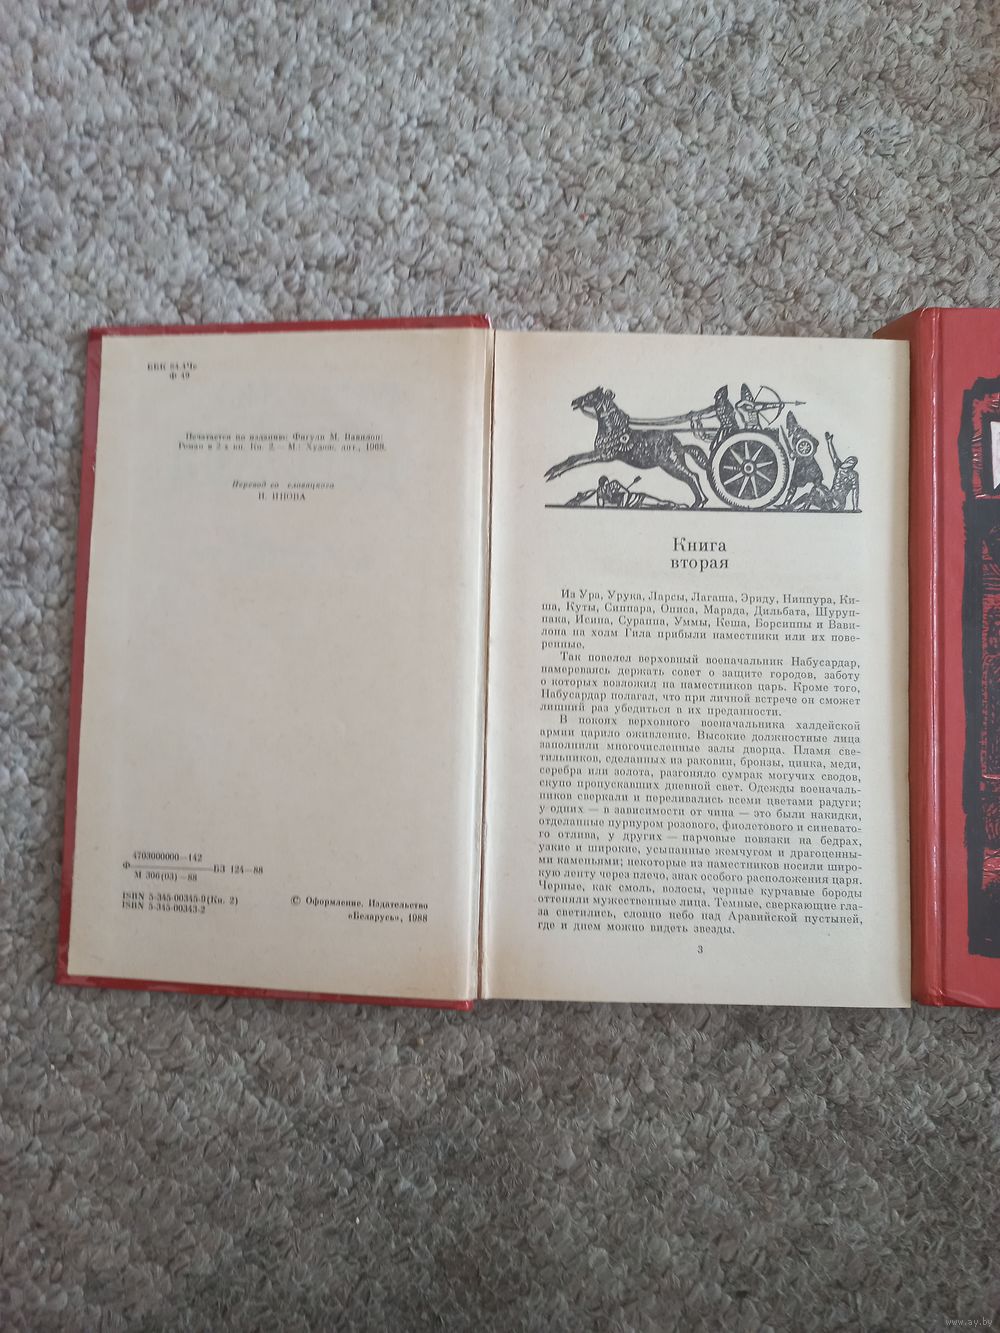 ББК 84.4Че
Ф 49
Печатается по изданию: Фигули М. Вавилон:
Роман в 2-х кн. Кн. 2. — М.: Худож. лит., 1968.
Перевод со словацкого
И. ИНОВА
4703000000—142
Ф БЗ 124—88
М 306(03)—88
ISBN 5-345-00345-9 (Кн. 2)
ISBN 5-345-00343-2
© Оформление. Издательство
«Беларусь», 1988
Книга
вторая
Из Ура, Урука, Ларсы, Лагаша, Эриду, Ниппура, Ки-
ша, Куты, Сиппара, Описа, Марада, Дильбата, Шуруп-
пака, Исина, Сураппа, Уммы, Кеша, Борсиппы и Вави-
лона на холм Гила прибыли наместники или их пове-
ренные.
Так повелел верховный военачальник Набусардар,
намереваясь держать совет о защите городов, заботу
о которых возложил на наместников царь. Кроме того,
Набусардар полагал, что при личной встрече он сможет
лишний раз убедиться в их преданности.
В покоях верховного военачальника халдейской
армии царило оживление. Высокие должностные лица
заполнили многочисленные залы дворца. Пламя све-
тильников, сделанных из раковин, бронзы, цинка, меди,
серебра или золота, разгоняло сумрак могучих сводов,
скупо пропускавших дневной свет. Одежды военачаль-
ников сверкали и переливались всеми цветами радуги;
у одних — в зависимости от чина — это были накидки,
отделанные пурпуром розового, фиолетового и синевато-
го отлива, у других — парчовые повязки на бедрах,
узкие и широкие, усыпанные жемчугом и драгоценны-
ми каменьями; некоторые из наместников носили широ-
кую ленту через плечо, знак особого расположения царя.
Черные, как смоль, волосы, черные курчавые бороды
оттеняли мужественные лица. Темные, сверкающие гла-
за светились, словно небо над Аравийской пустыней,
где и днем можно видеть звезды.
3
www.ay.by